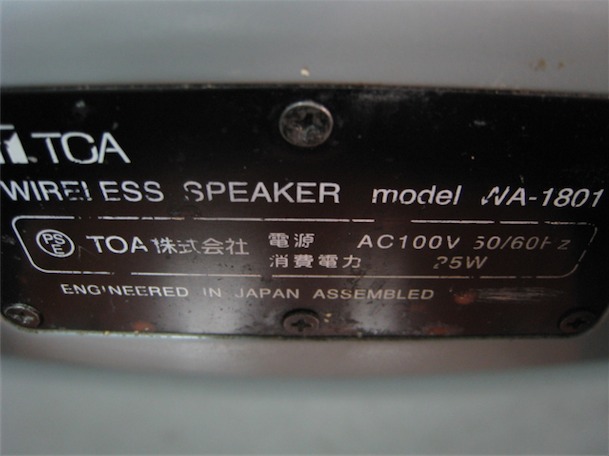 TOA
WIRELESS SPEAKER model WA-1801
PSE TOA株式会社 電源 AC100V 50/60Hz
消費電力 25W
ENGINEERED IN JAPAN ASSEMBLED